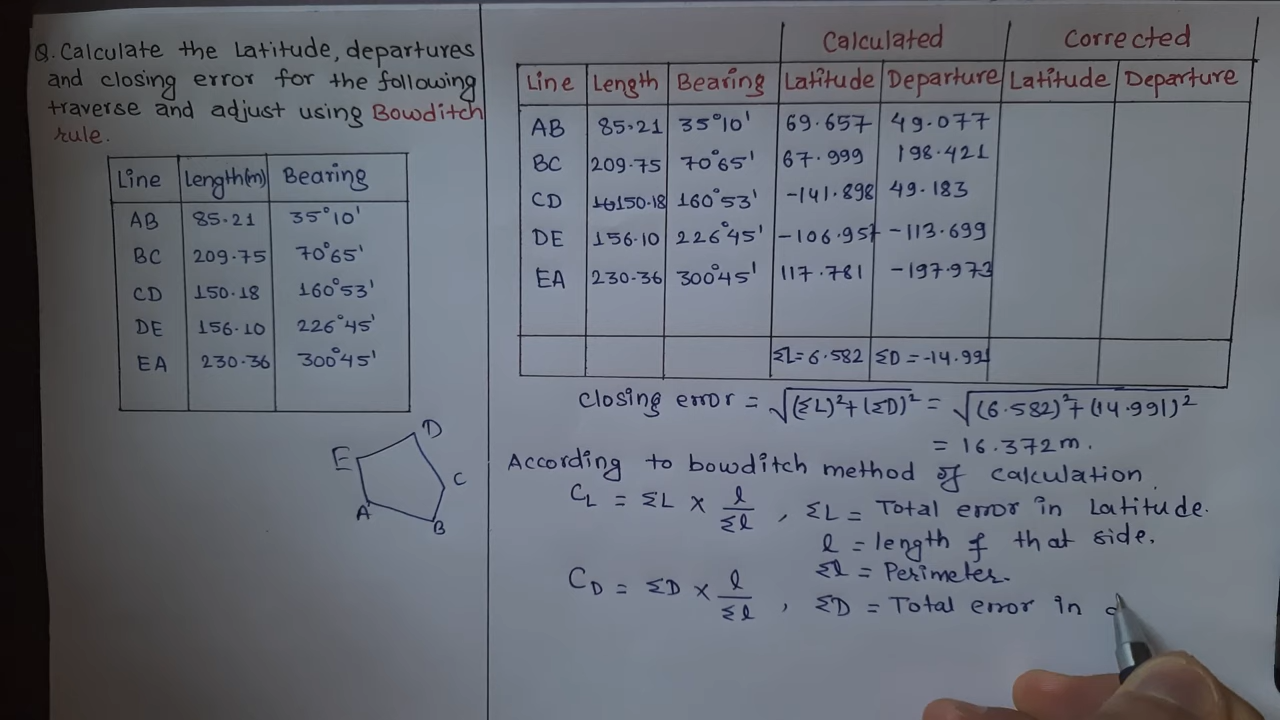 Q. Calculate the Latitude, departures
and closing error for the following
traverse and adjust using Bowditch
rule.
Line Length(m) Bearing
AB 85.21 35°10'
BC 209.75 70°65'
CD 150.18 160°53'
DE 156.10 226°45'
EA 230.36 300°45'
E D C A B
Calculated Corrected
Line Length Bearing Latitude Departure Latitude Departure
AB 85.21 35°10' 69.657 49.077
BC 209.75 70°65' 67.999 198.421
CD 150.18 160°53' -141.898 49.183
DE 156.10 226°45' -106.957 -113.699
EA 230.36 300°45' 117.781 -197.973
ΣL=6.582 ΣD=-14.991
Closing error = √(ΣL)²+(ΣD)² = √(6.582)²+(14.991)²
= 16.372m.
According to bowditch method of calculation.
CL = ΣL × l/Σl , ΣL = Total error in Latitude.
l = length of that side.
Σl = Perimeter.
CD = ΣD × l/Σl , ΣD = Total error in d